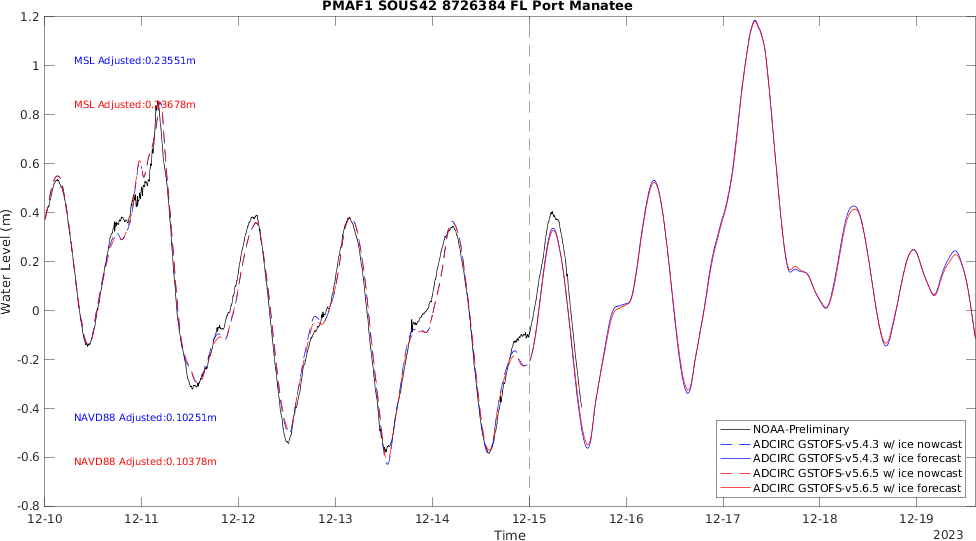 PMAF1 SOUS42 8726384 FL Port Manatee
1.2
1
0.8
0.6
0.4
0.2
0
-0.2
-0.4
-0.6
-0.8
Water Level (m)
MSL Adjusted:0.23551m
MSL Adjusted:0.23678m
NAVD88 Adjusted:0.10251m
NAVD88 Adjusted:0.10378m
NOAA-Preliminary
ADCIRC GSTOFS-v5.4.3 w/ ice nowcast
ADCIRC GSTOFS-v5.4.3 w/ ice forecast
ADCIRC GSTOFS-v5.6.5 w/ ice nowcast
ADCIRC GSTOFS-v5.6.5 w/ ice forecast
12-10 12-11 12-12 12-13 12-14 12-15 12-16 12-17 12-18 12-19
Time
2023